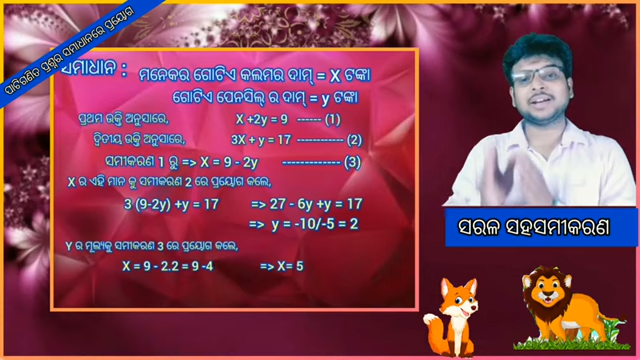 ପାଟିଗଣିତ ପ୍ରଶ୍ନର ସମାଧାନରେ ପ୍ରୟୋଗ
ସମାଧାନ :
ମନେକର ଗୋଟିଏ କଲମର ଦାମ୍ = X ଟଙ୍କା
ଗୋଟିଏ ପେନସିଲ୍ ର ଦାମ୍ = y ଟଙ୍କା
ପ୍ରଥମ ଉକ୍ତି ଅନୁସାରେ, X +2y = 9 ------ (1)
ଦ୍ବିତୀୟ ଉକ୍ତି ଅନୁସାରେ, 3X + y = 17 ----------- (2)
ସମୀକରଣ 1 ରୁ => X = 9 - 2y ------------- (3)
X ର ଏହି ମାନ କୁ ସମୀକରଣ 2 ରେ ପ୍ରୟୋଗ କଲେ,
3 (9-2y) +y = 17 => 27 - 6y +y = 17
=> y = -10/-5 = 2
Y ର ମୂଲ୍ୟକୁ ସମୀକରଣ 3 ରେ ପ୍ରୟୋଗ କଲେ,
X = 9 - 2.2 = 9 -4 => X= 5
ସରଳ ସହସମୀକରଣ